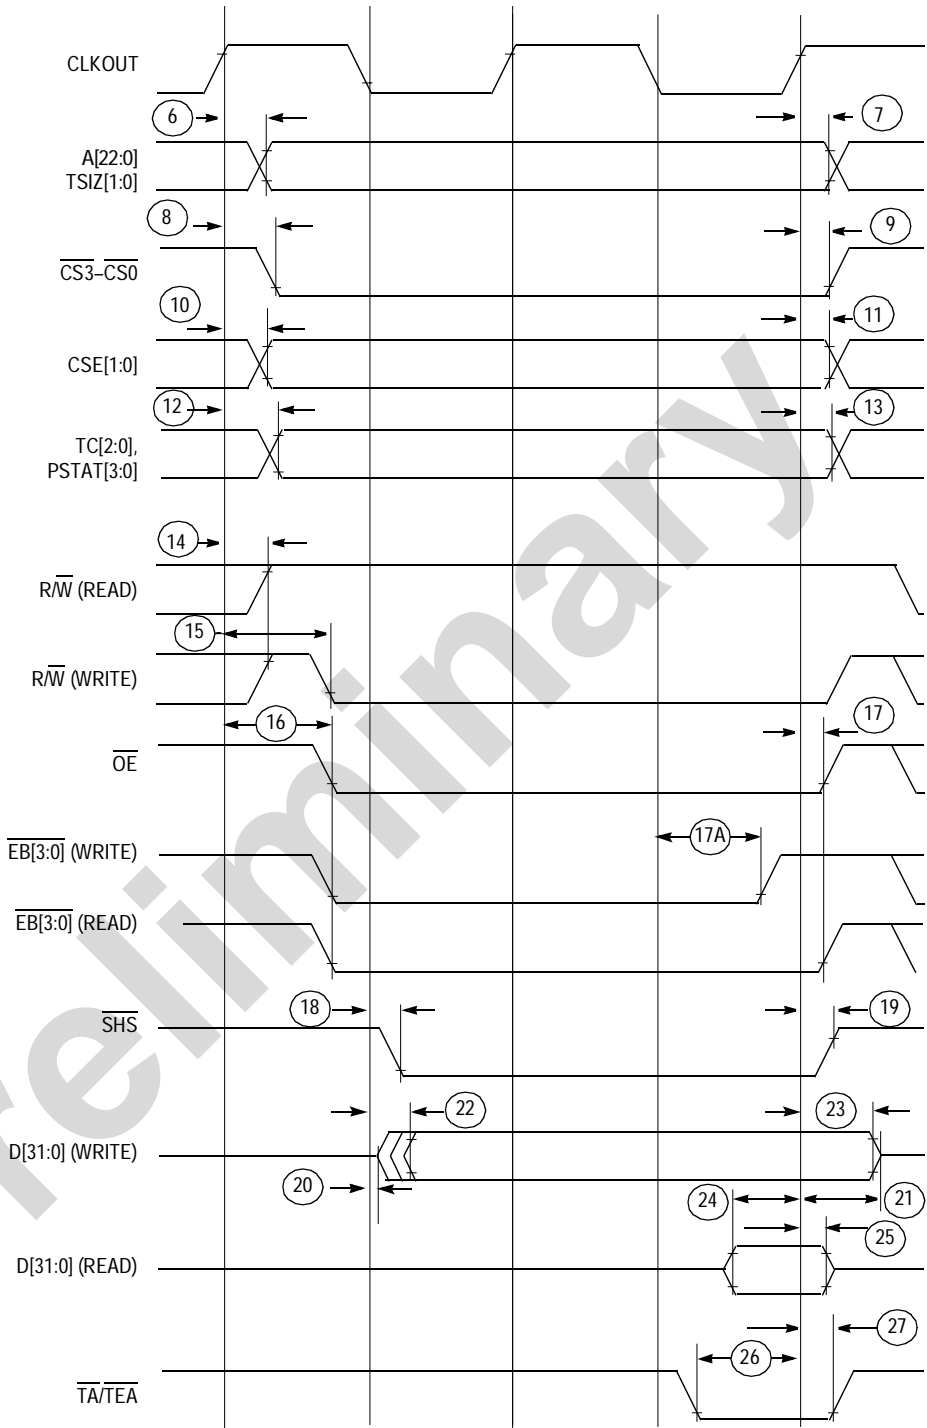 CLKOUT
6
7
A[22:0]
TSIZ[1:0]
8
9
CS3–CS0
10
11
CSE[1:0]
12
13
TC[2:0],
PSTAT[3:0]
14
R/W (READ)
15
R/W (WRITE)
16
17
OE
17A
EB[3:0] (WRITE)
EB[3:0] (READ)
18
19
SHS
22
23
D[31:0] (WRITE)
20
24
21
25
D[31:0] (READ)
27
26
TA/TEA
reliminary